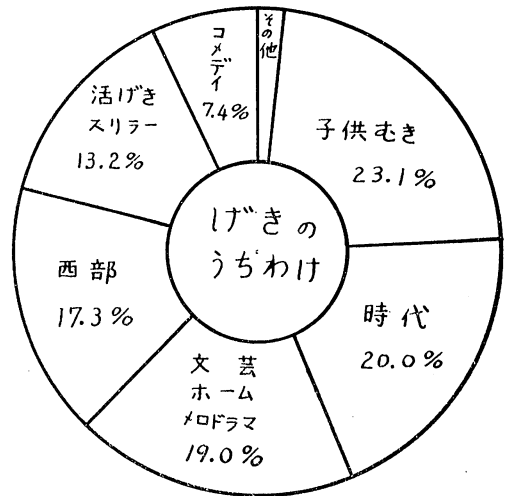 げきの
うぢわけ
その他
子供むき
23.1%
時代
20.0%
文芸
ホーム
メロドラマ
19.0%
西部
17.3%
活げき
スリラー
13.2%
コメデイ
7.4%